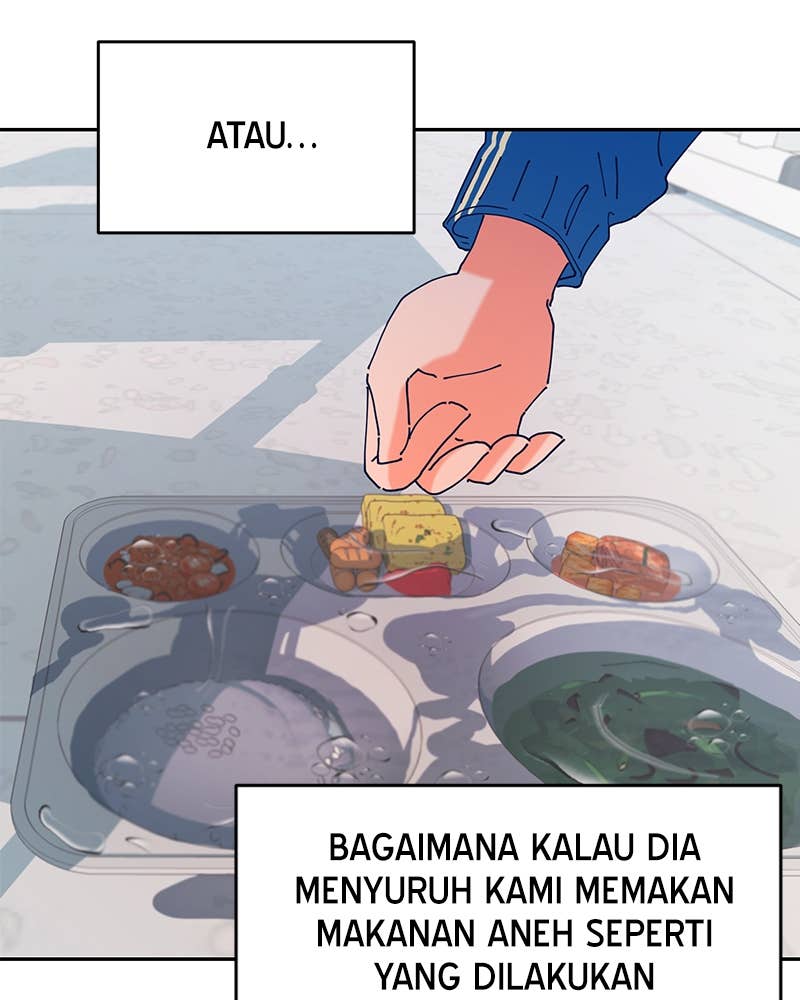 ATAU...
BAGAIMANA KALAU DIA
MENYURUH KAMI MEMAKAN
MAKANAN ANEH SEPERTI
YANG DILAKUKAN